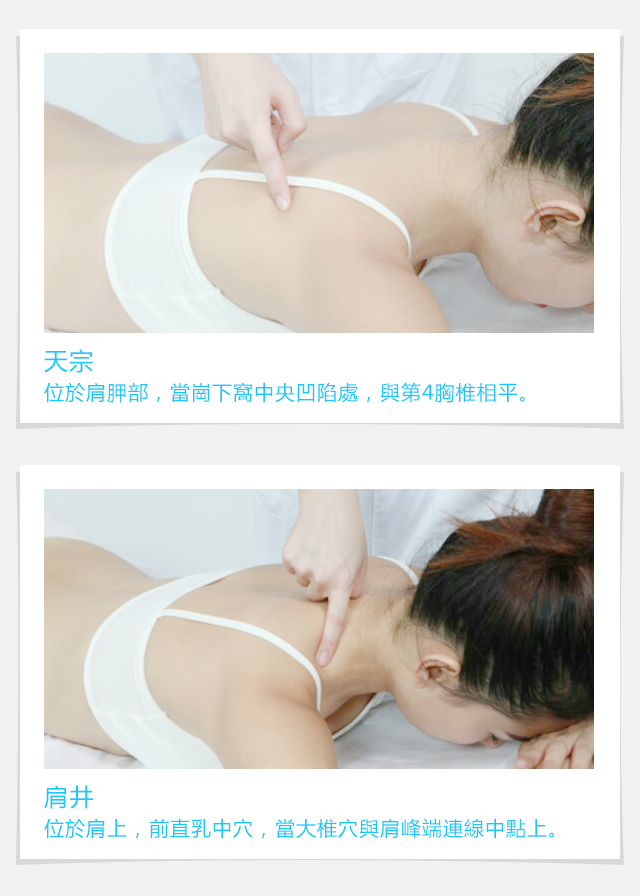 天宗
位於肩胛部，當崗下窩中央凹陷處，與第4胸椎相平。
肩井
位於肩上，前直乳中穴，當大椎穴與肩峰端連線中點上。